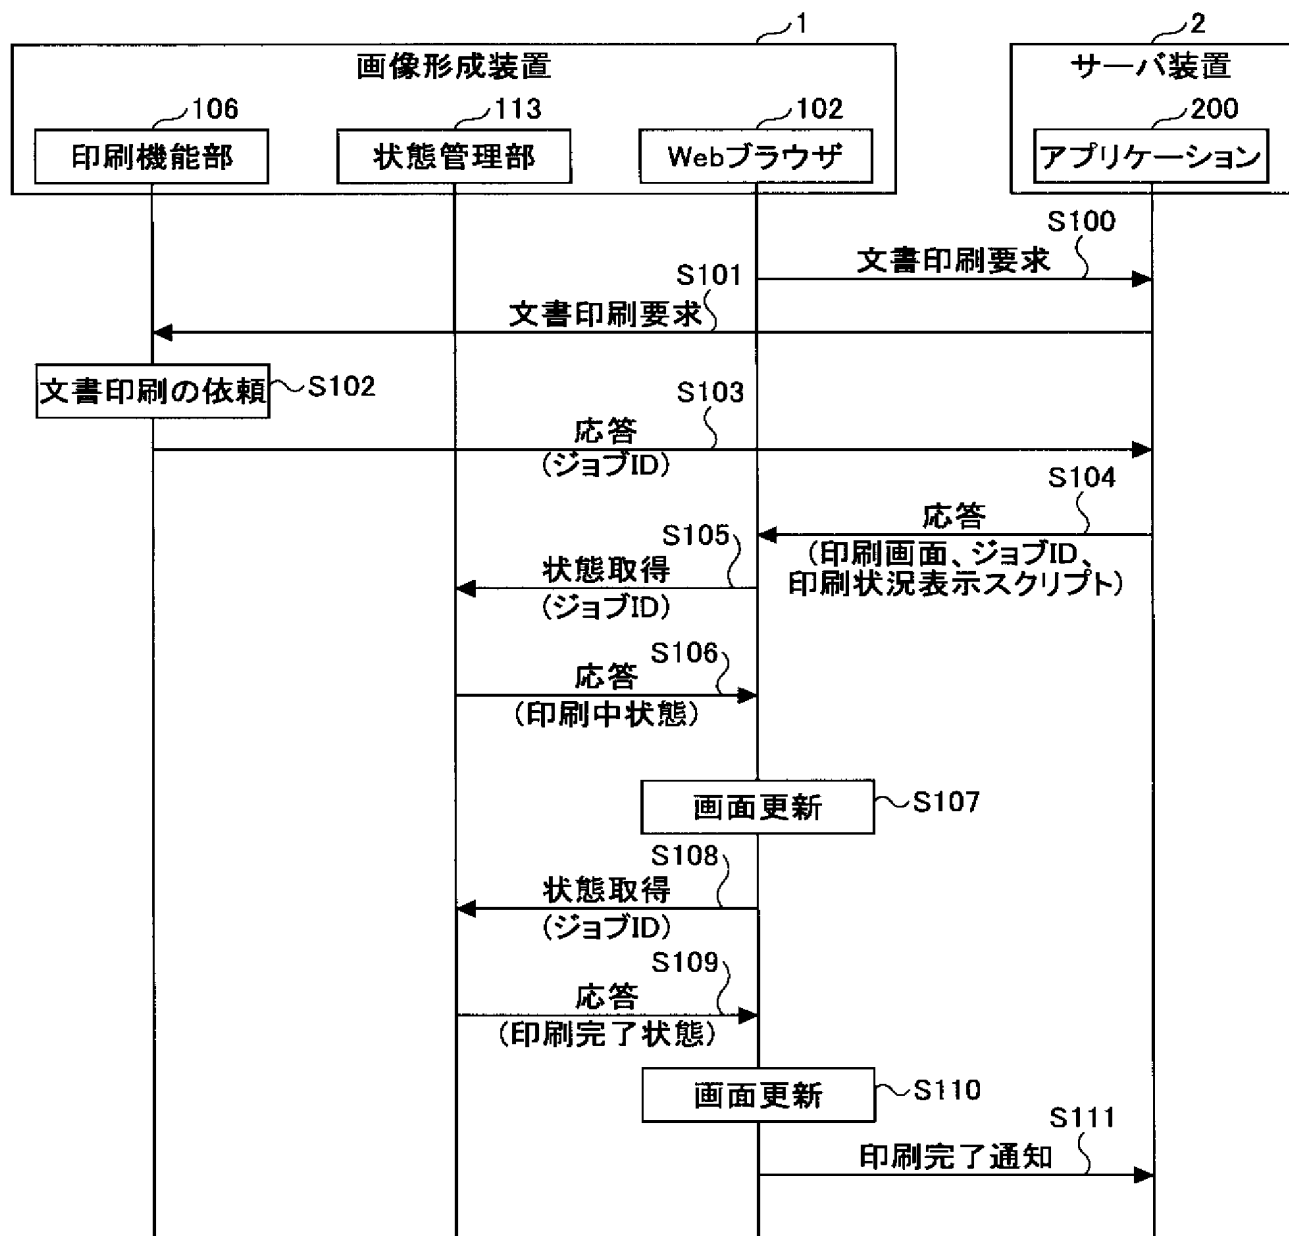 1
2
画像形成装置
サーバ装置
106
113
102
200
印刷機能部
状態管理部
Webブラウザ
アプリケーション
S100
文書印刷要求
S101
文書印刷要求
文書印刷の依頼
S102
S103
応答
(ジョブID)
S104
応答
(印刷画面、ジョブID、
印刷状況表示スクリプト)
S105
状態取得
(ジョブID)
S106
応答
(印刷中状態)
画面更新
S107
S108
状態取得
(ジョブID)
S109
応答
(印刷完了状態)
画面更新
S110
S111
印刷完了通知